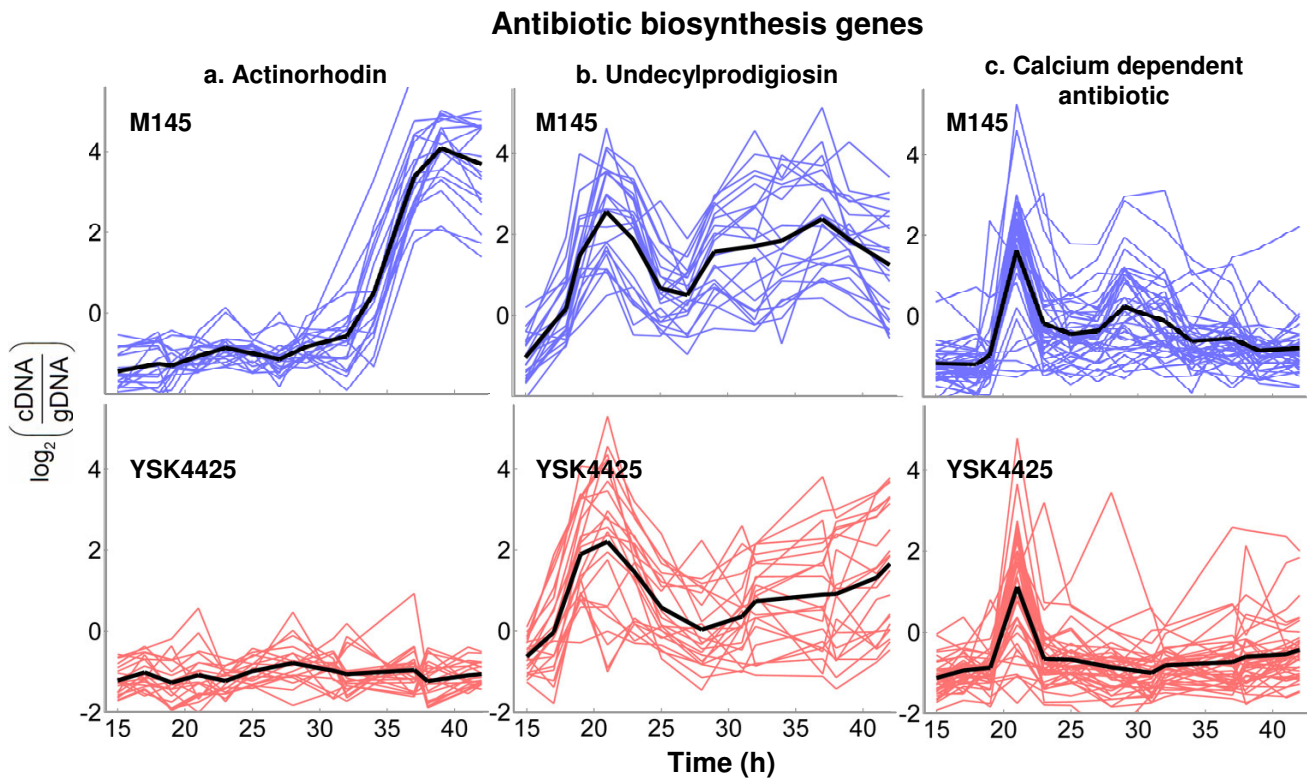 Antibiotic biosynthesis genes
a. Actinorhodin
b. Undecylprodigiosin
c. Calcium dependent
antibiotic
M145
M145
M145
4
4
4
2
2
2
0
0
0
log2(cDNA/gDNA)
YSK4425
YSK4425
YSK4425
4
4
4
2
2
2
0
0
0
-2
-2
-2
15 20 25 30 35 40
15 20 25 30 35 40
15 20 25 30 35 40
Time (h)